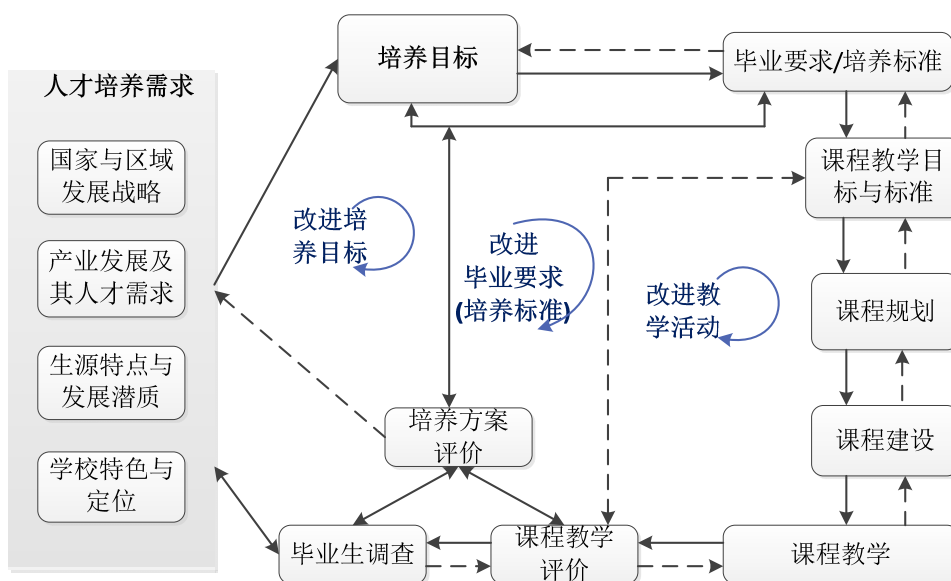 人才培养需求
国家与区域
发展战略
产业发展及
其人才需求
生源特点与
发展潜质
学校特色与
定位
培养目标
毕业要求/培养标准
课程教学目
标与标准
课程规划
课程建设
课程教学
课程教学
评价
毕业生调查
培养方案
评价
改进培
养目标
改进
毕业要求
(培养标准)
改进教
学活动